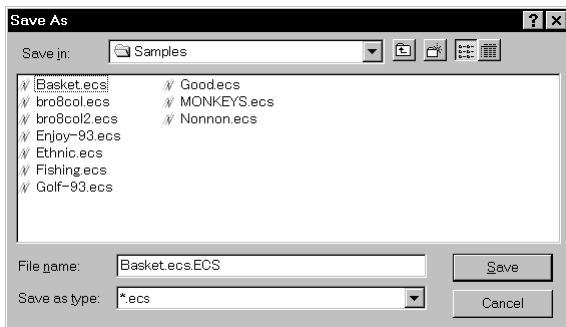 Save As
Save in: Samples
Basket.ecs Good.ecs
bro8col.ecs MONKEYS.ecs
bro8col2.ecs Nonnon.ecs
Enjoy-93.ecs
Ethnic.ecs
Fishing.ecs
Golf-93.ecs
File name: Basket.ecs.ECS Save
Save as type: *.ecs Cancel